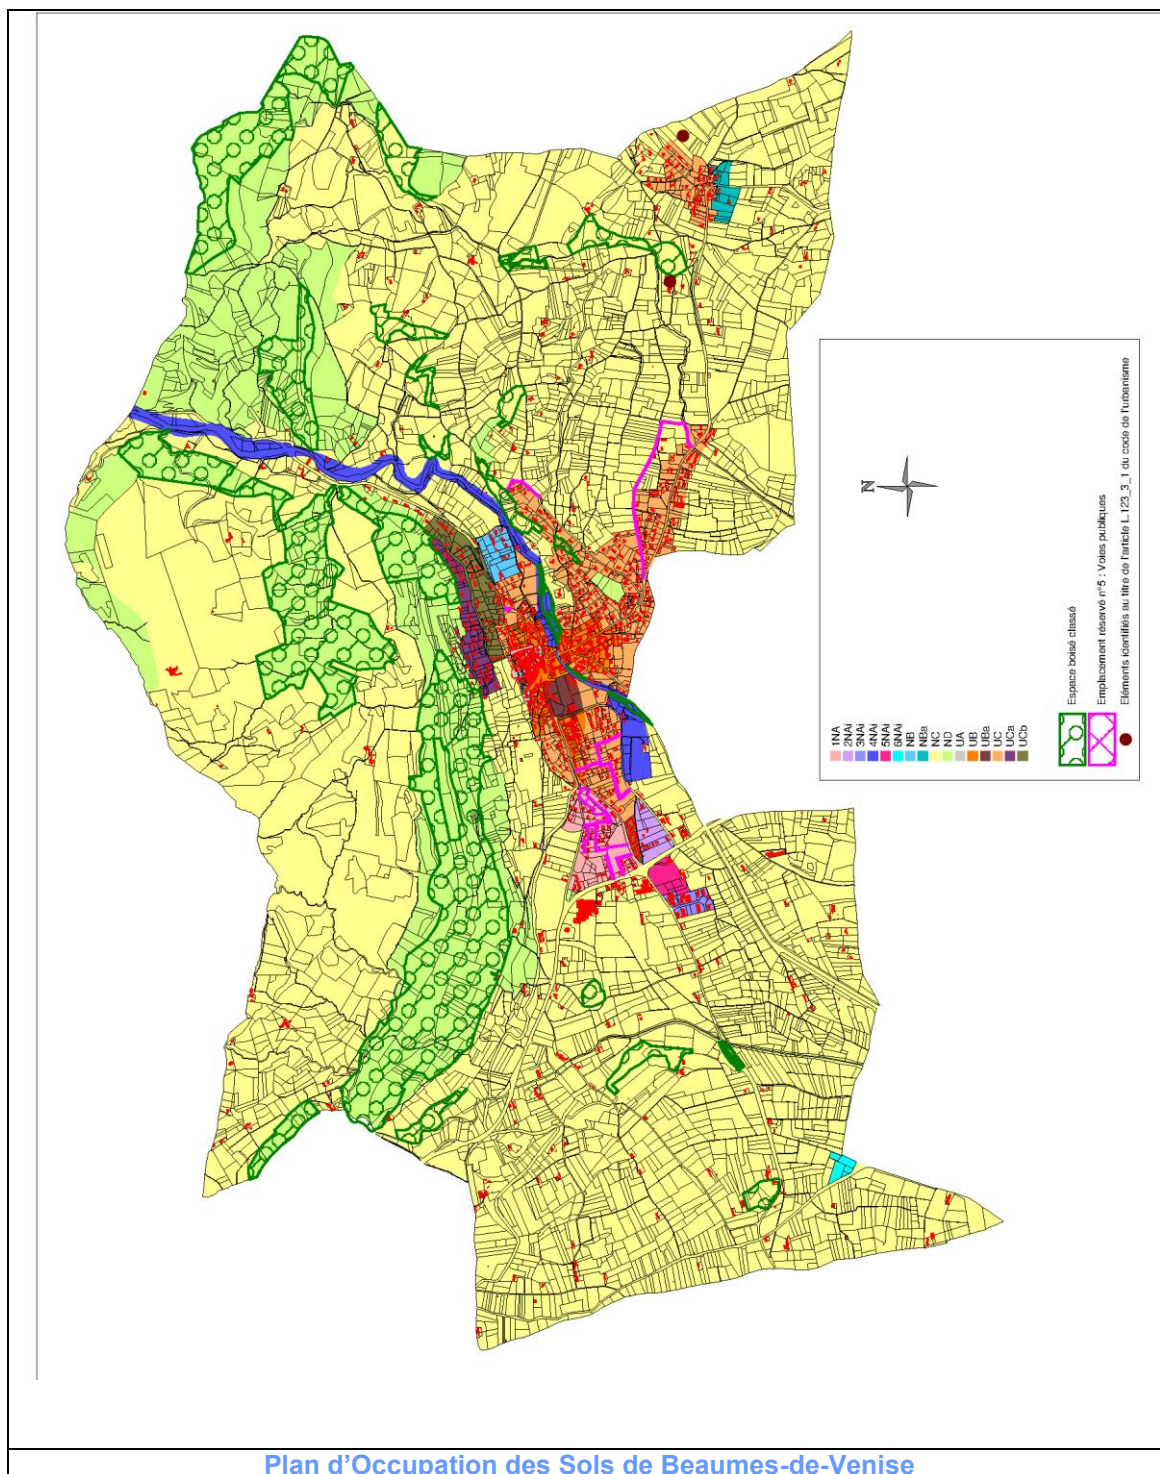 N
1NA
2NAi
3NAi
4NAi
5NAi
9NAi
NB
NBa
NC
ND
UA
UB
UBa
UC
UCa
UCb
Espace boisé classé
Emplacement réservé n°5 : Voies publiques
Eléments identifiés au titre de l'article L.123_3_1 du code de l'urbanisme
Plan d'Occupation des Sols de Beaumes-de-Venise